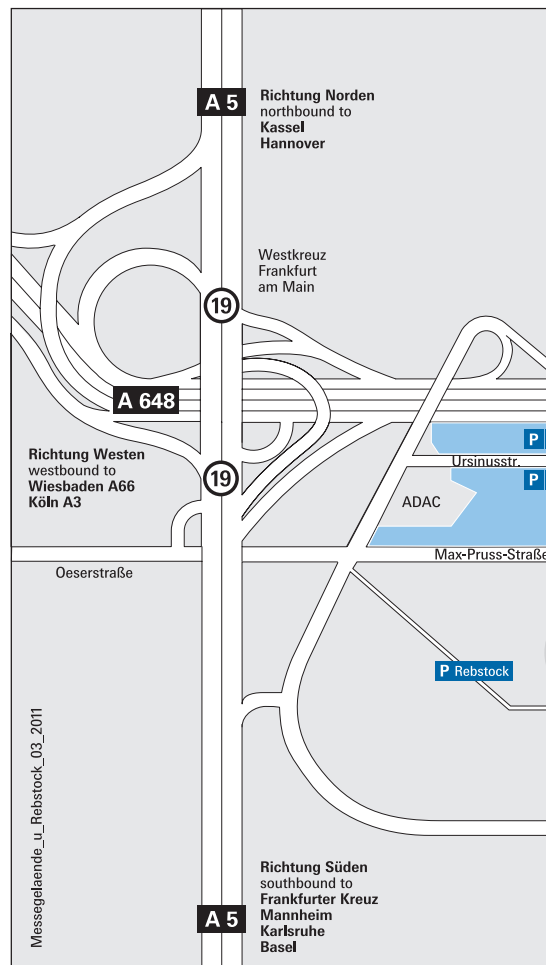 A 5
Richtung Norden
northbound to
Kassel
Hannover
Westkreuz
Frankfurt
am Main
19
A 648
P
Ursinusstr.
Richtung Westen
westbound to
Wiesbaden A66
Köln A3
19
P
ADAC
Max-Pruss-Straße
Oeserstraße
P Rebstock
Messegelaende_u_Rebstock_03_2011
Richtung Süden
southbound to
Frankfurter Kreuz
Mannheim
Karlsruhe
Basel
A 5